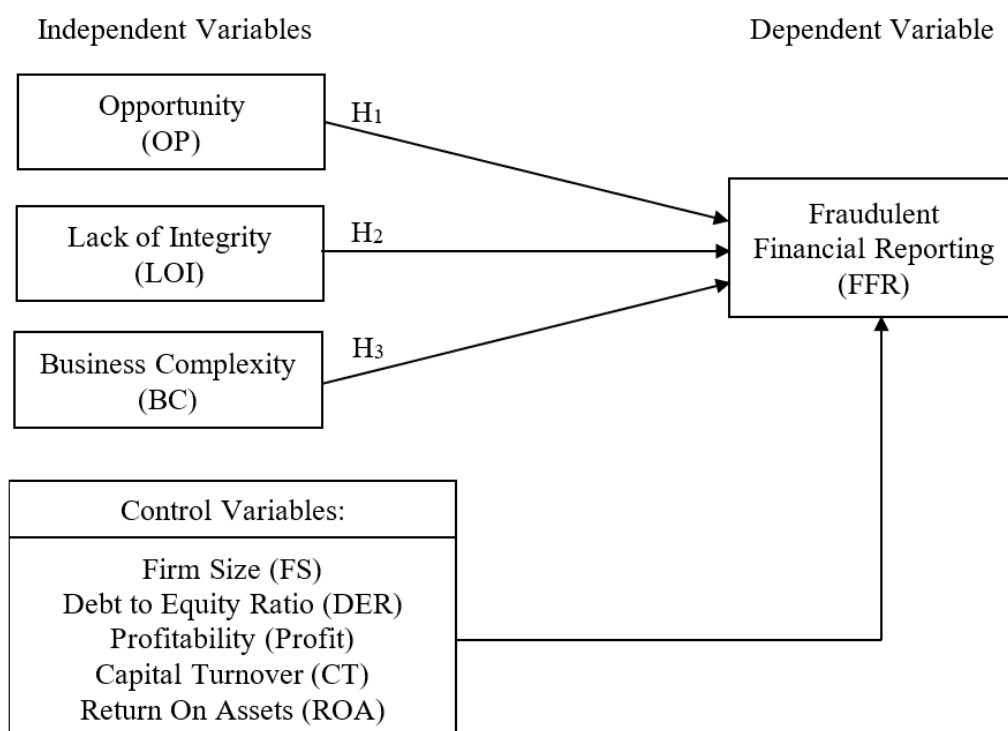 Independent Variables
Dependent Variable
Opportunity
(OP)
H₁
Lack of Integrity
(LOI)
H₂
Business Complexity
(BC)
H₃
Fraudulent
Financial Reporting
(FFR)
Control Variables:
Firm Size (FS)
Debt to Equity Ratio (DER)
Profitability (Profit)
Capital Turnover (CT)
Return On Assets (ROA)